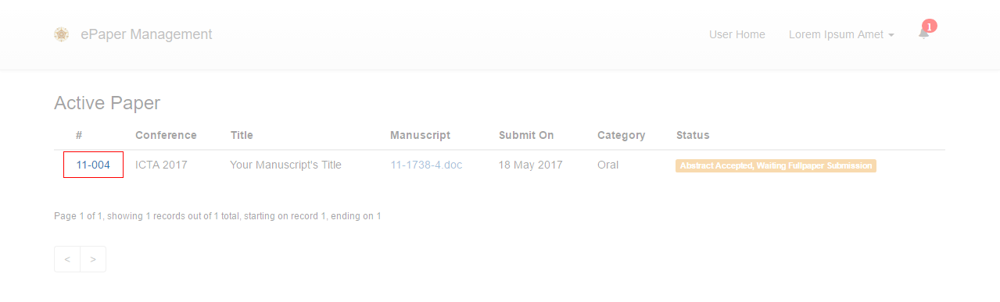 ePaper Management User Home Lorem Ipsum Amet 1
Active Paper
# Conference Title Manuscript Submit On Category Status
11-004 ICTA 2017 Your Manuscript's Title 11-1738-4.doc 18 May 2017 Oral Abstract Accepted, Waiting Fullpaper Submission
Page 1 of 1, showing 1 records out of 1 total, starting on record 1, ending on 1
< >